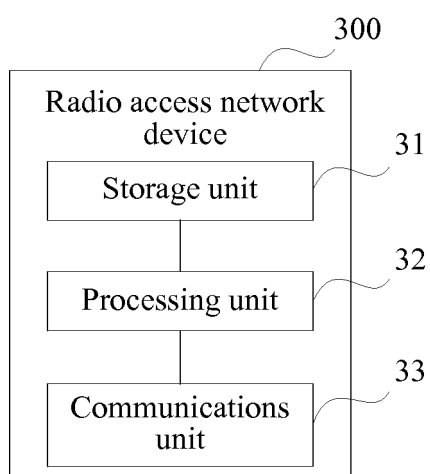 300
Radio access network
device
31
Storage unit
32
Processing unit
33
Communications
unit